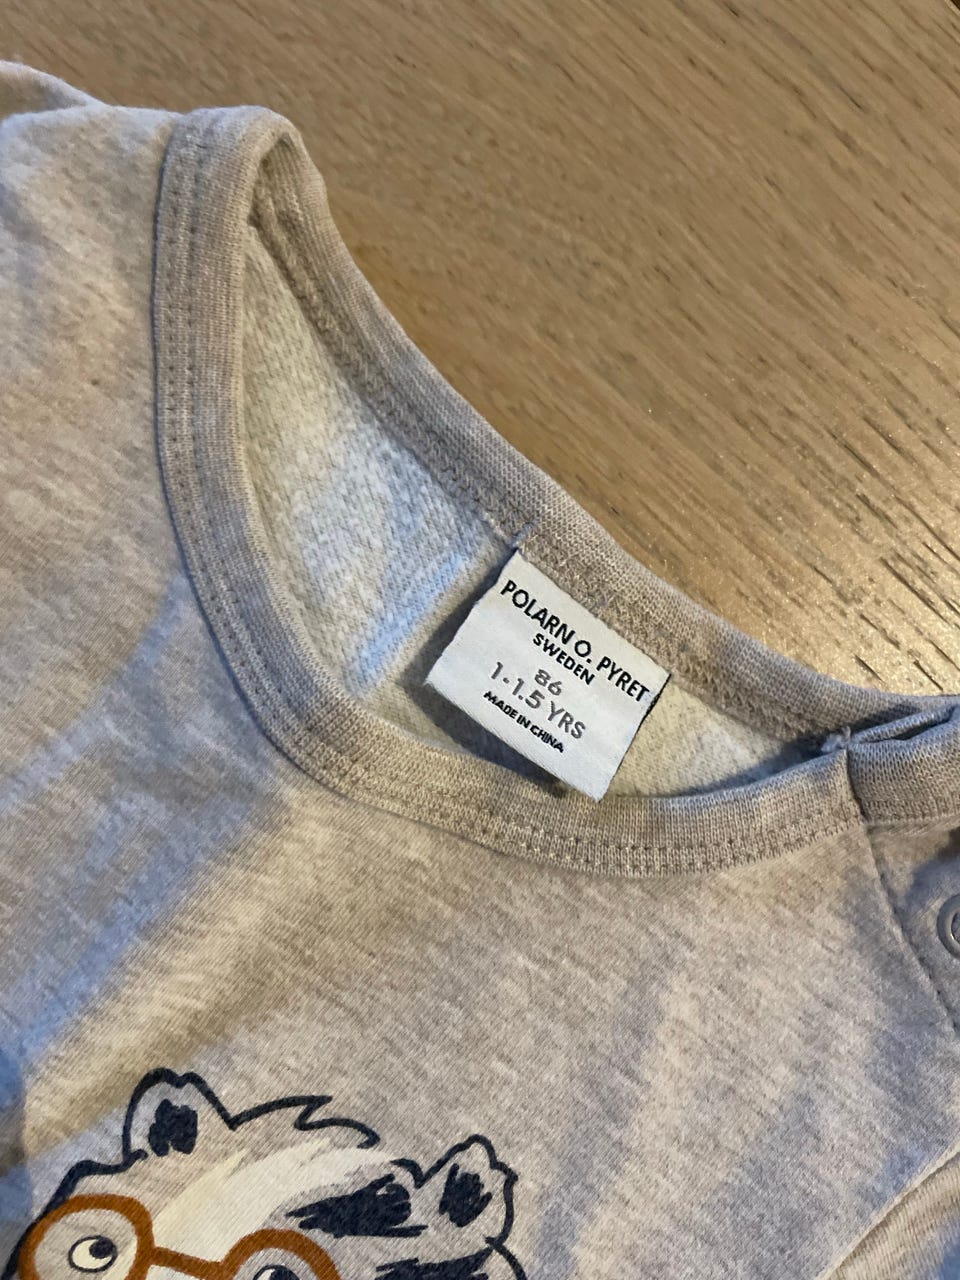 POLARN O. PYRET
SWEDEN
86
1-1.5 YRS
MADE IN CHINA